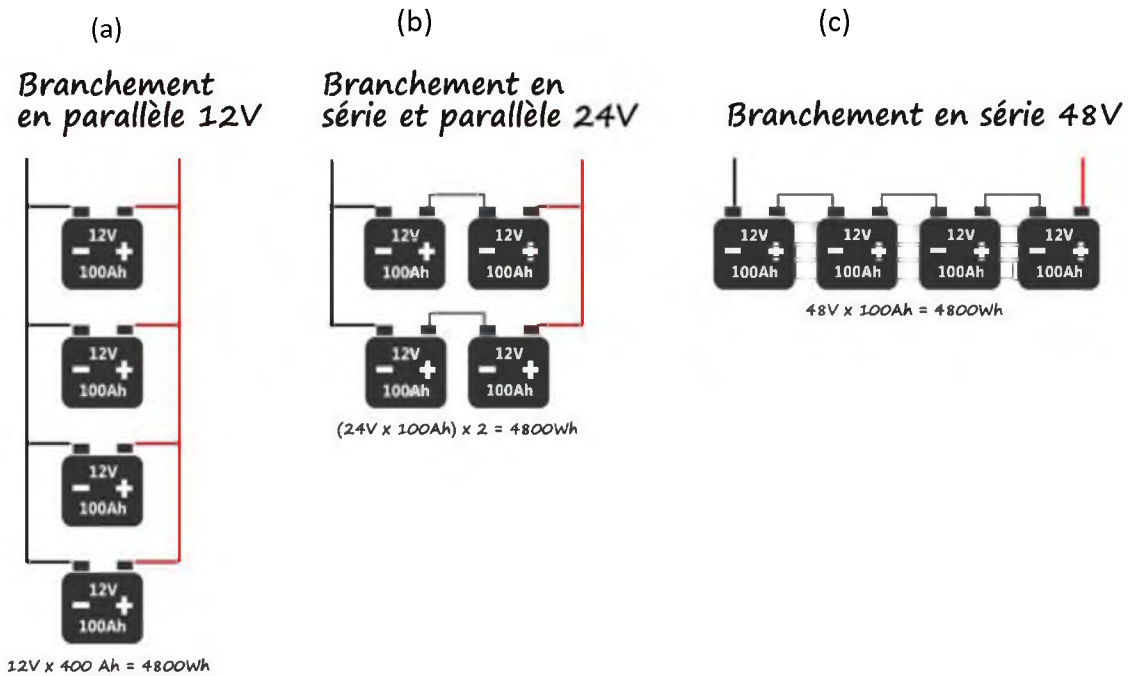 (a)
Branchement
en parallèle 12V
12V
- +
100Ah
12V
- +
100Ah
12V
- +
100Ah
12V
- +
100Ah
12V x 400 Ah = 4800Wh
(b)
Branchement en
série et parallèle 24V
12V 12V
- + - +
100Ah 100Ah
12V 12V
- + - +
100Ah 100Ah
(24V x 100Ah) x 2 = 4800Wh
(c)
Branchement en série 48V
12V 12V 12V 12V
- + - + - + - +
100Ah 100Ah 100Ah 100Ah
48V x 100Ah = 4800Wh